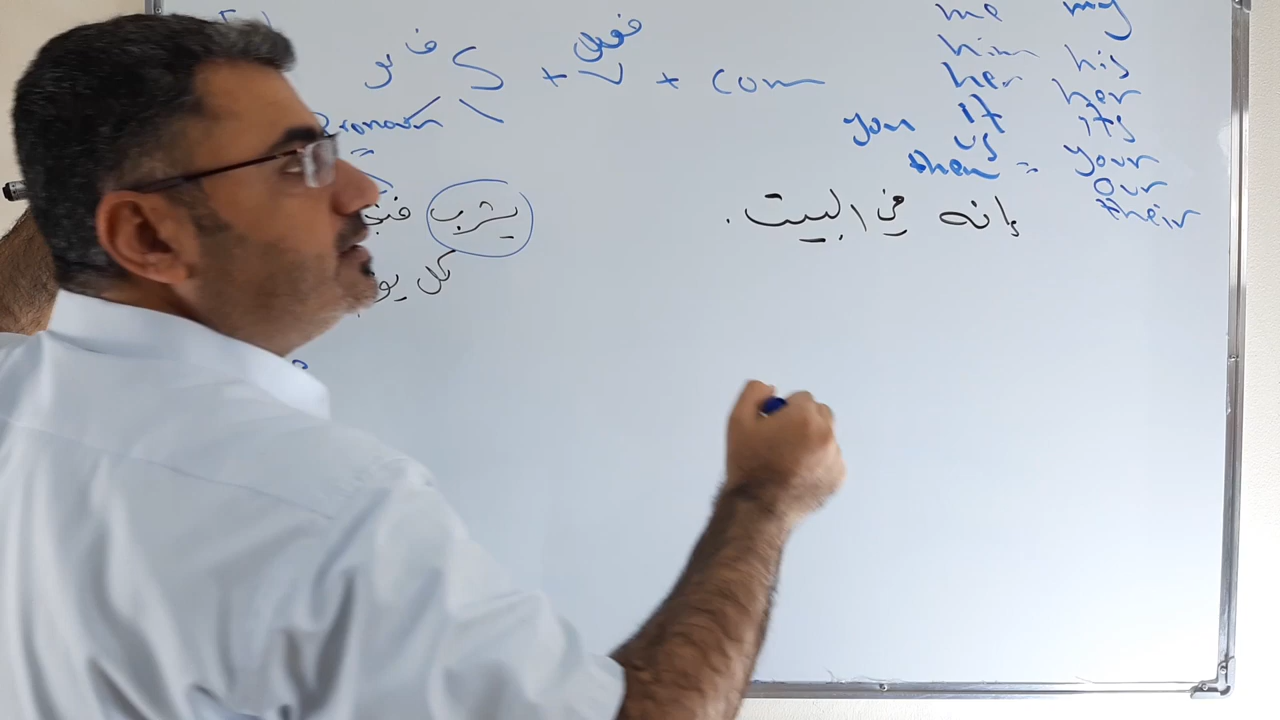 me my
him his
her her
it its
you us your
them = our
their
S + V + com
فعل
Pronoun
يشرب
كل
إنه في البيت.